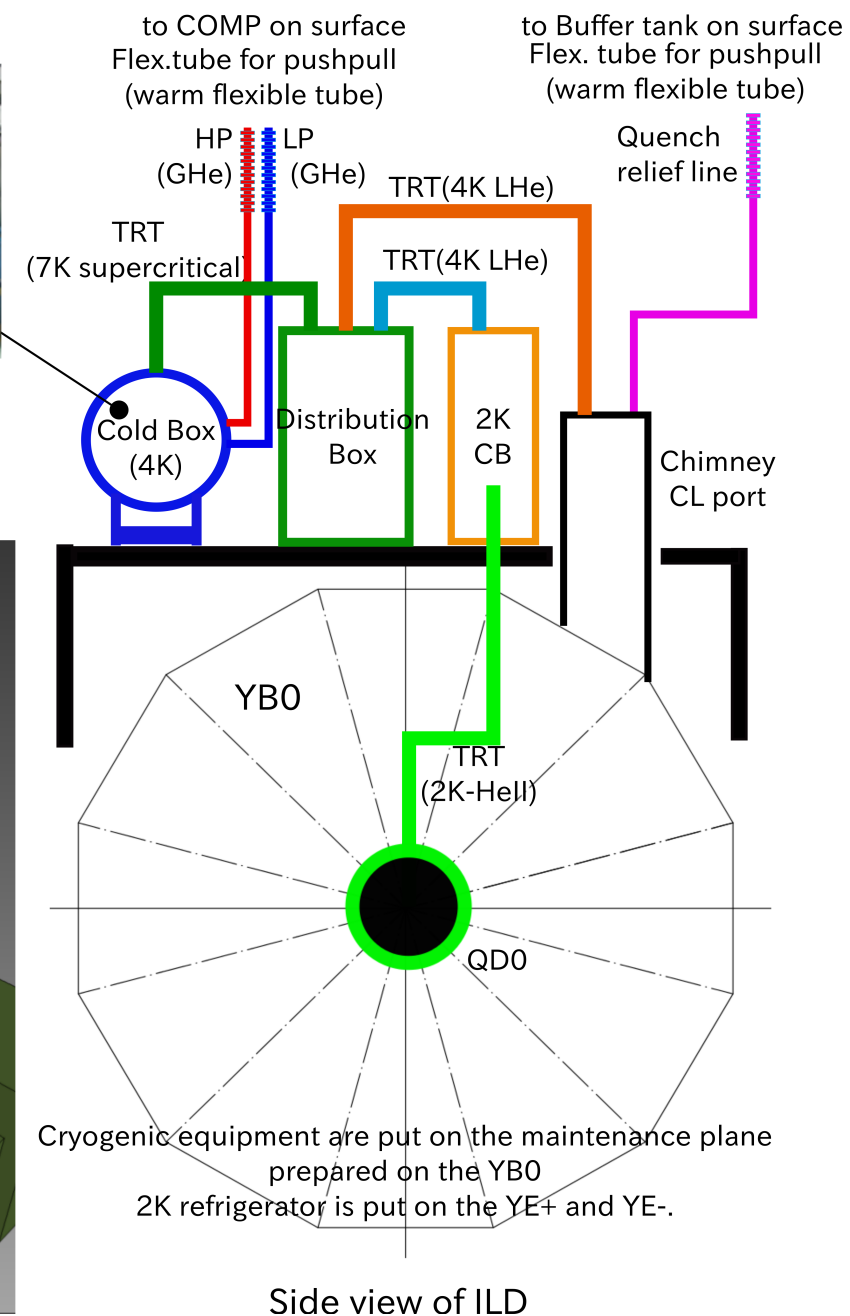 to COMP on surface
Flex.tube for pushpull
(warm flexible tube)
to Buffer tank on surface
Flex. tube for pushpull
(warm flexible tube)
HP
(GHe)
LP
(GHe)
Quench
relief line
TRT(4K LHe)
TRT
(7K supercritical)
TRT(4K LHe)
Cold Box
(4K)
Distribution
Box
2K
CB
Chimney
CL port
YB0
TRT
(2K-HeII)
QD0
Cryogenic equipment are put on the maintenance plane
prepared on the YB0
2K refrigerator is put on the YE+ and YE-.
Side view of ILD